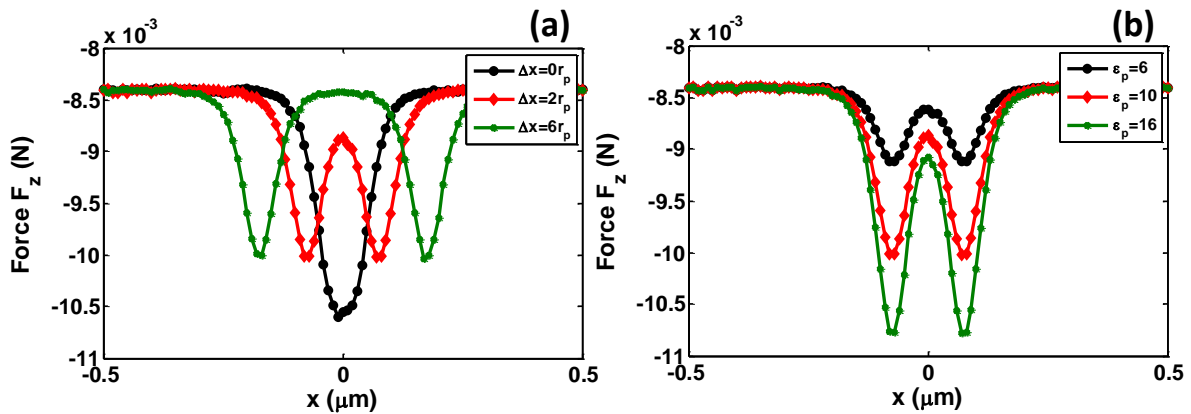 (a)
x 10⁻³
-8
-8.5
-9
-9.5
-10
-10.5
-11
Force F_z (N)
-0.5
0
0.5
x (μm)
Δx=0r_p
Δx=2r_p
Δx=6r_p
(b)
x 10⁻³
-8
-8.5
-9
-9.5
-10
-10.5
-11
Force F_z (N)
-0.5
0
0.5
x (μm)
ε_p=6
ε_p=10
ε_p=16